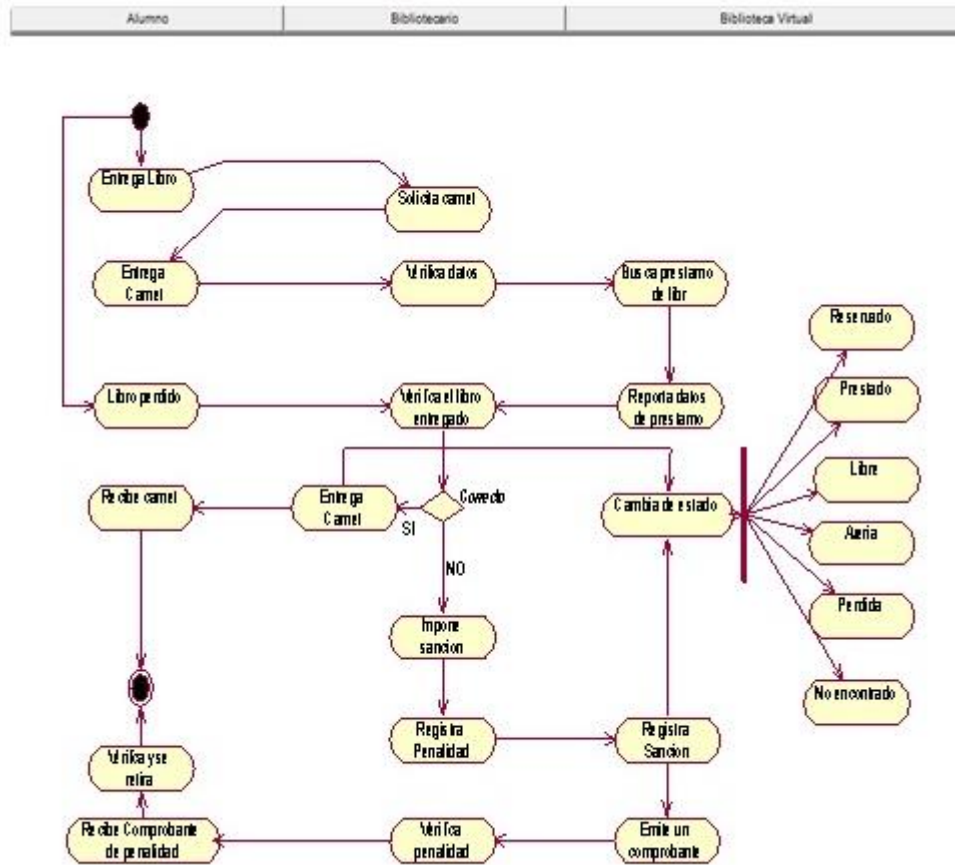 Alumno
Bibliotecario
Biblioteca Virtual
Entrega Libro
Solicita carnet
Entrega
Carnet
Verifica datos
Busca prestamo
de libr
Reservado
Libro perdido
Verifca el libro
entregado
Reporta datos
de prestamo
Prestado
Libre
Recibe carnet
Entrega
Carnet
Correcto
SI
Cambia de estado
Averia
NO
Perdida
Impone
sancion
No encontrado
Registra
Penalidad
Registra
Sancion
Verifica y se
retira
Recibe Comprobante
de penalidad
Verifca
penalidad
Emite un
comprobante